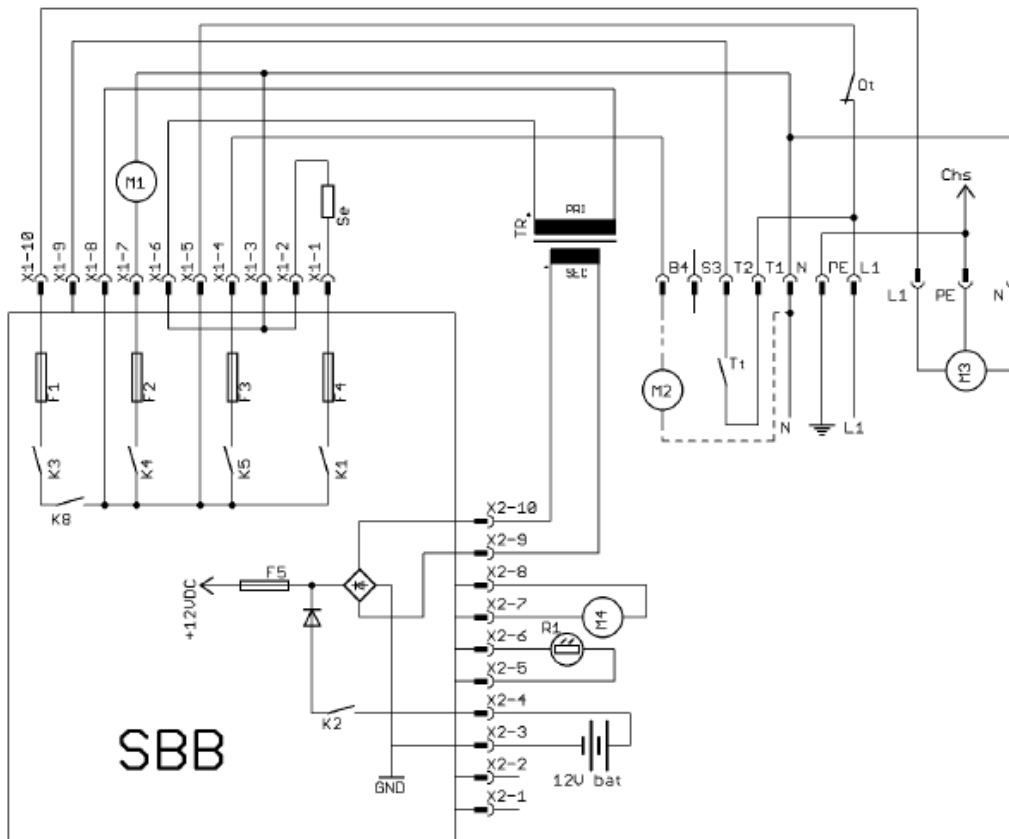 Ot
Chs
M1
Se
PRI
TR
SEC
X1-10
X1-9
X1-8
X1-7
X1-6
X1-5
X1-4
X1-3
X1-2
X1-1
B4
S3
T2
T1
N
PE
L1
L1
PE
N
F1
F2
F3
F4
M2
T1
M3
N
L1
K3
K4
K5
K1
K8
X2-10
X2-9
X2-8
X2-7
X2-6
X2-5
X2-4
X2-3
X2-2
X2-1
+12VDC
F5
M4
R1
K2
SBB
GND
12V bat